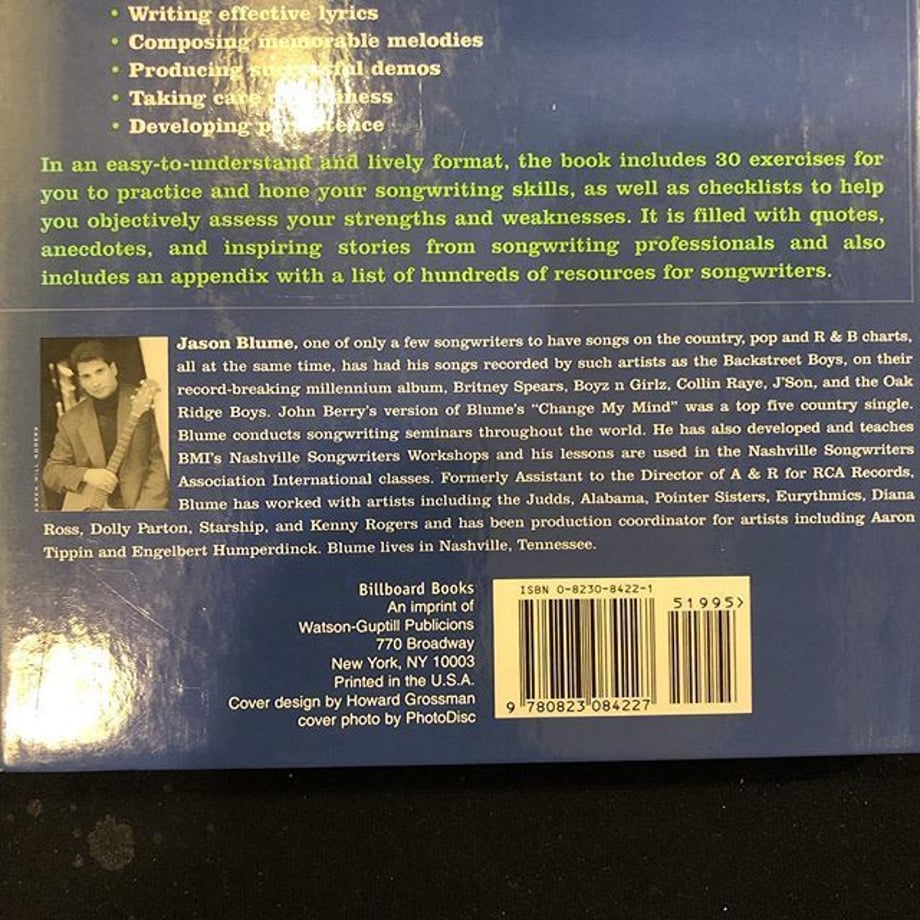 • Writing effective lyrics
• Composing memorable melodies
• Producing successful demos
• Taking care of business
• Developing persistence
In an easy-to-understand and lively format, the book includes 30 exercises for
you to practice and hone your songwriting skills, as well as checklists to help
you objectively assess your strengths and weaknesses. It is filled with quotes,
anecdotes, and inspiring stories from songwriting professionals and also
includes an appendix with a list of hundreds of resources for songwriters.
Jason Blume, one of only a few songwriters to have songs on the country, pop and R & B charts,
all at the same time, has had his songs recorded by such artists as the Backstreet Boys, on their
record-breaking millennium album, Britney Spears, Boyz n Girlz, Collin Raye, J'Son, and the Oak
Ridge Boys. John Berry's version of Blume's "Change My Mind" was a top five country single.
Blume conducts songwriting seminars throughout the world. He has also developed and teaches
BMI's Nashville Songwriters Workshops and his lessons are used in the Nashville Songwriters
Association International classes. Formerly Assistant to the Director of A & R for RCA Records,
Blume has worked with artists including the Judds, Alabama, Pointer Sisters, Eurythmics, Diana
Ross, Dolly Parton, Starship, and Kenny Rogers and has been production coordinator for artists including Aaron
Tippin and Engelbert Humperdinck. Blume lives in Nashville, Tennessee.
Billboard Books
An imprint of
Watson-Guptill Publicions
770 Broadway
New York, NY 10003
Printed in the U.S.A.
Cover design by Howard Grossman
cover photo by PhotoDisc
ISBN 0-8230-8422-1
51995>
9 780823 084227